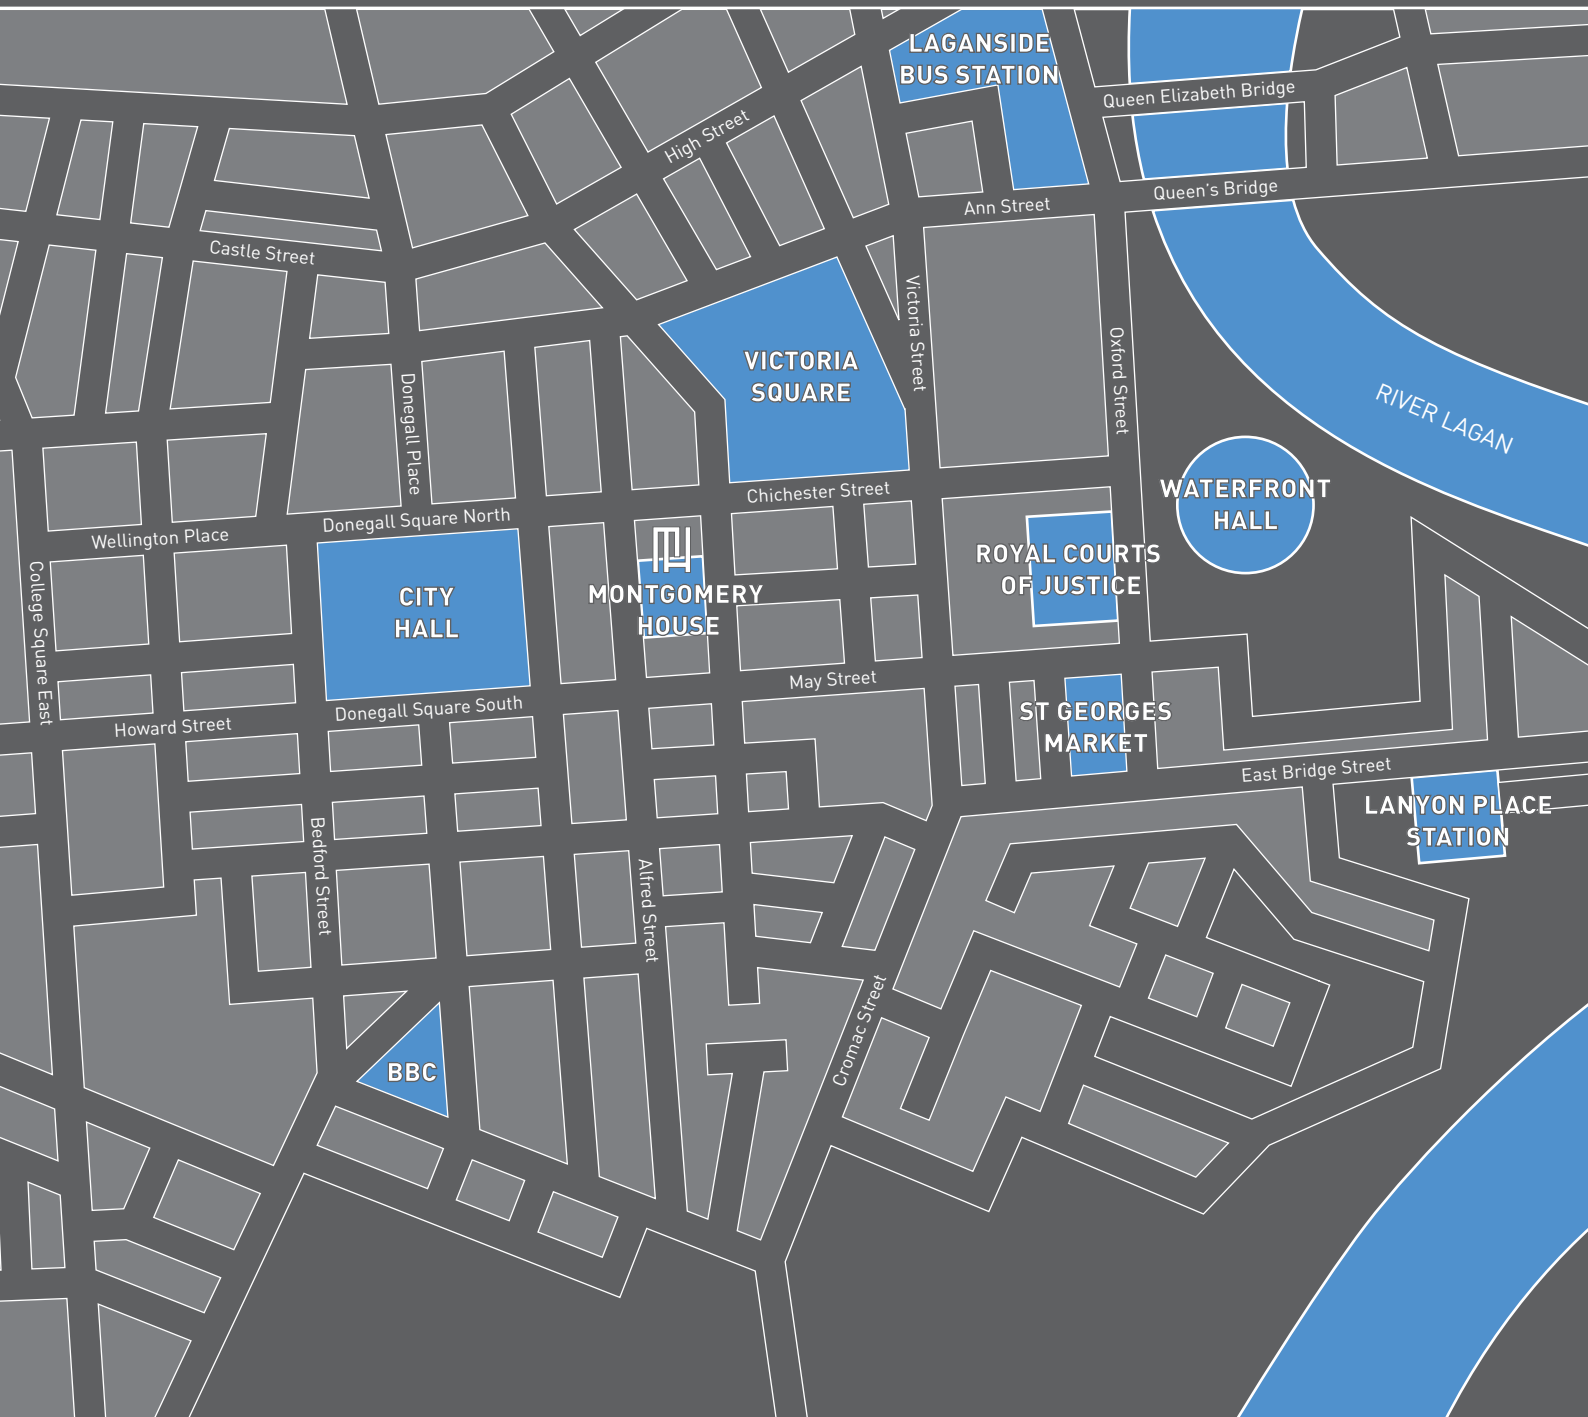 LAGANSIDE
BUS STATION
Queen Elizabeth Bridge
High Street
Queen's Bridge
Ann Street
Castle Street
Victoria Street
Oxford Street
VICTORIA
SQUARE
Donegall Place
RIVER LAGAN
Chichester Street
WATERFRONT
HALL
Donegall Square North
Wellington Place
ROYAL COURTS
OF JUSTICE
College Square East
CITY
HALL
MONTGOMERY
HOUSE
May Street
Donegall Square South
Howard Street
ST GEORGES
MARKET
East Bridge Street
LANYON PLACE
STATION
Bedford Street
Alfred Street
Cromac Street
BBC